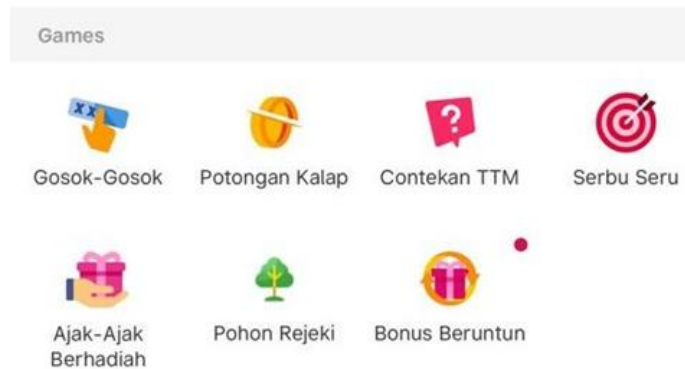 Games
Gosok-Gosok
Potongan Kalap
Contekan TTM
Serbu Seru
Ajak-Ajak
Berhadiah
Pohon Rejeki
Bonus Beruntun